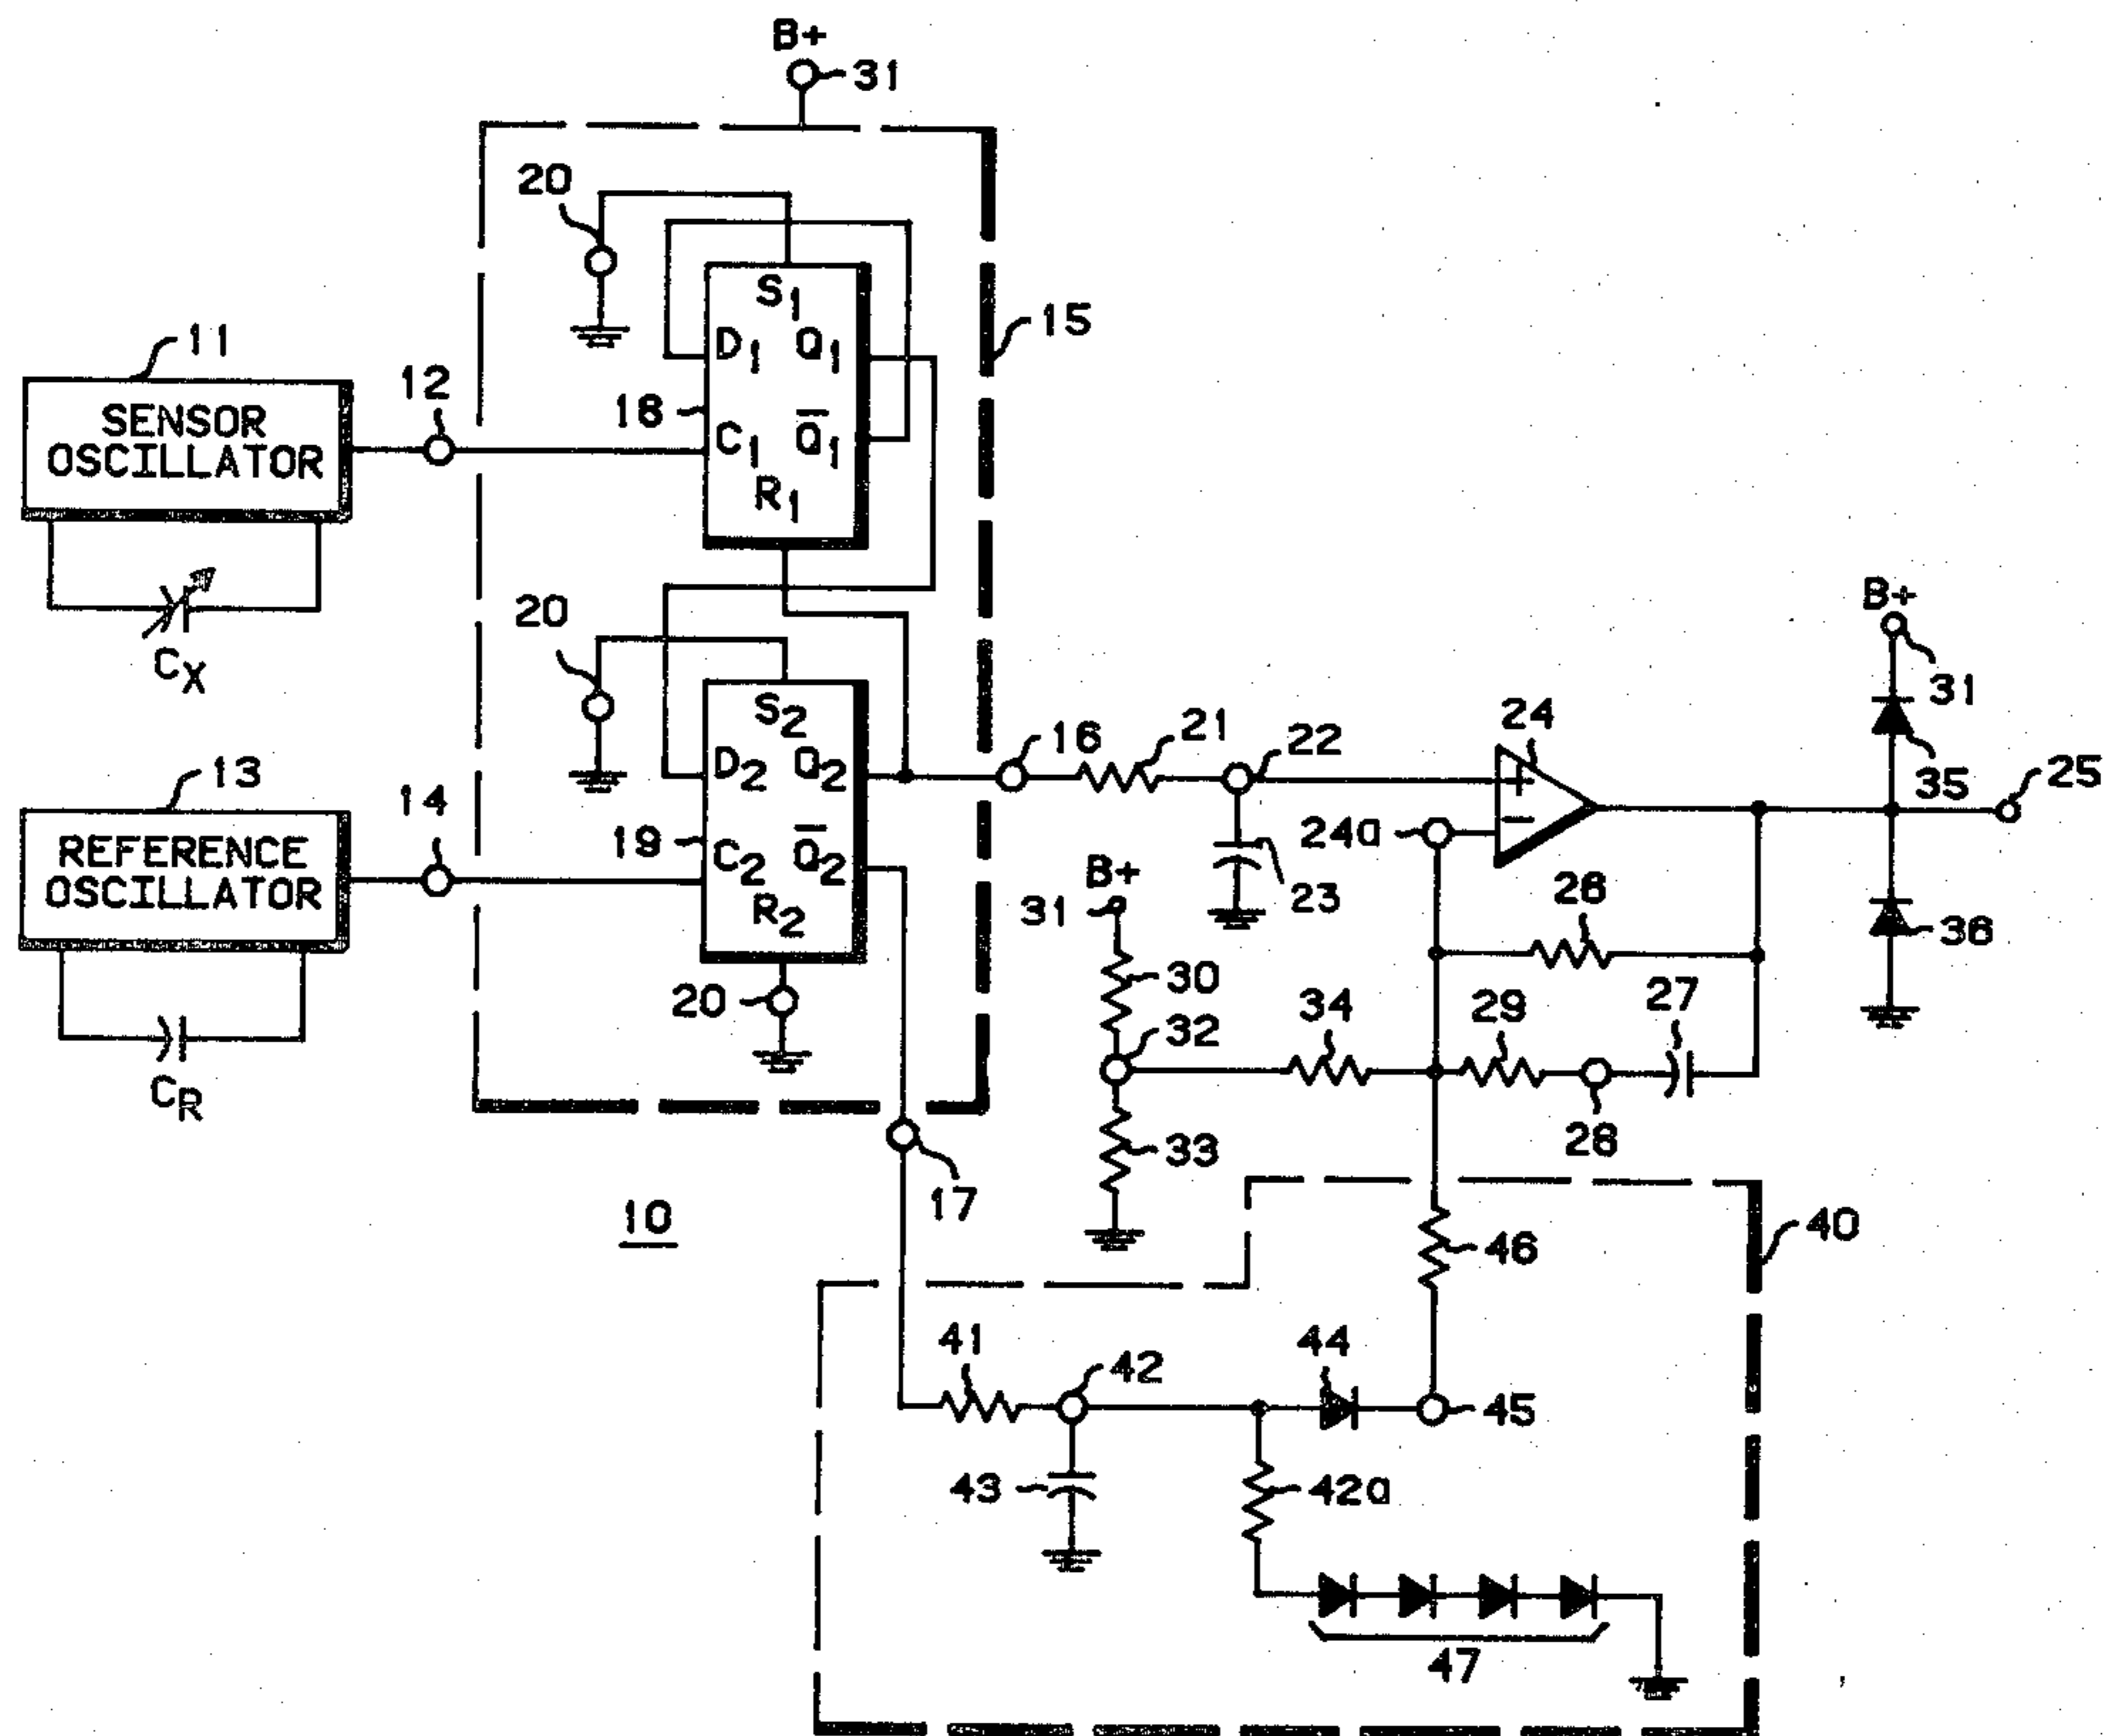 B+
31
20
S1
D1 Q1
18
C1 Q̅1
R1
15
11
SENSOR
OSCILLATOR
12
CX
20
S2
D2 Q2
19
C2 Q̅2
R2
20
13
REFERENCE
OSCILLATOR
14
CR
16
21
22
23
24
24a
B+
31
35
25
36
26
B+
31
30
32
33
34
29
28
27
17
10
40
46
41
42
43
44
45
42a
47